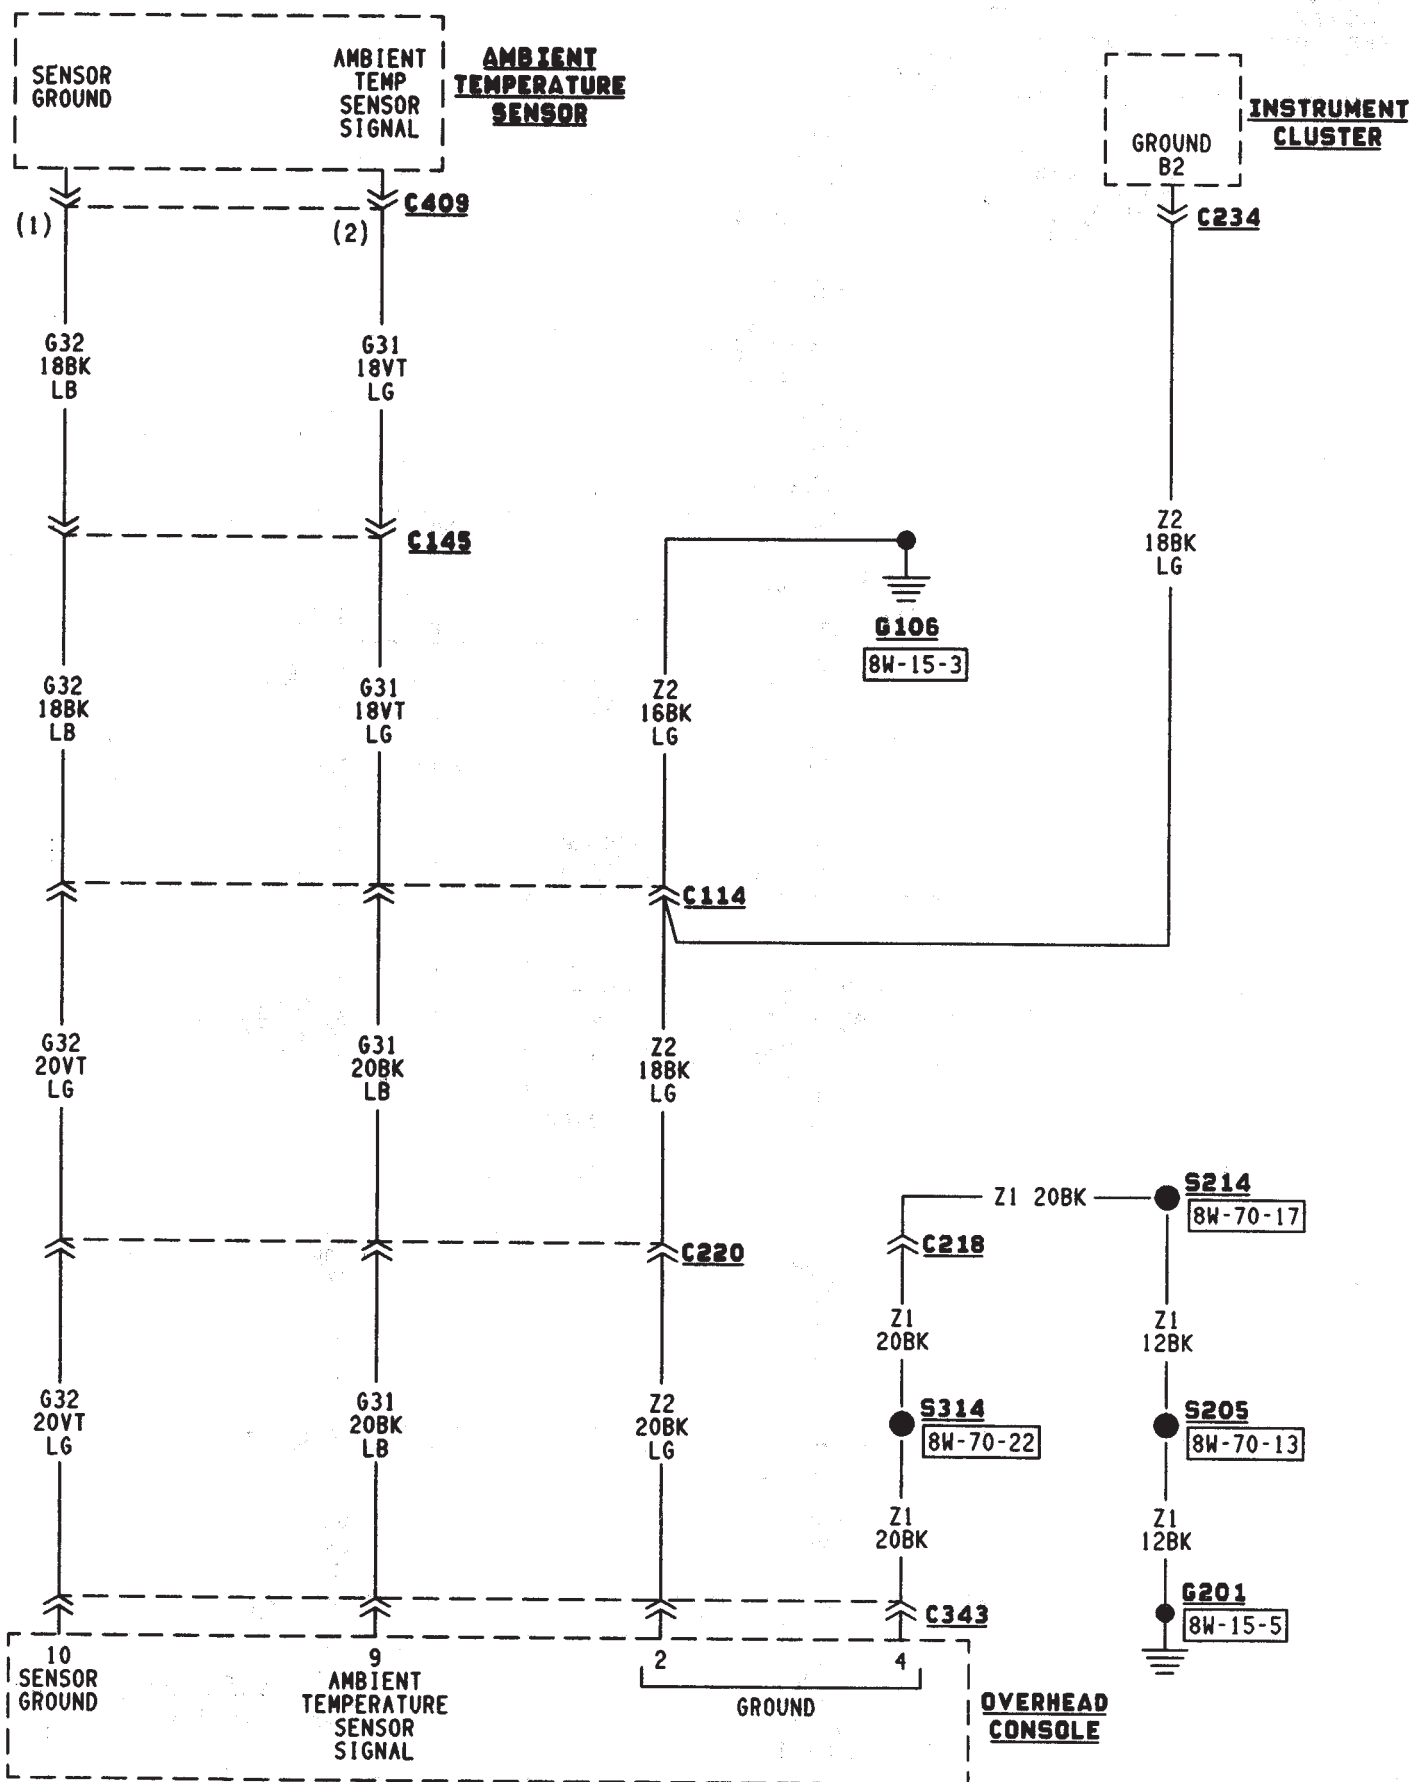 SENSOR
GROUND
AMBIENT
TEMP
SENSOR
SIGNAL
AMBIENT
TEMPERATURE
SENSOR
GROUND
B2
INSTRUMENT
CLUSTER
(1)
(2)
C409
C234
G32
18BK
LB
G31
18VT
LG
C145
Z2
18BK
LG
G106
8W-15-3
G32
18BK
LB
G31
18VT
LG
Z2
16BK
LG
C114
G32
20VT
LG
G31
20BK
LB
Z2
18BK
LG
C220
Z1 20BK
S214
8W-70-17
C218
Z1
20BK
Z1
12BK
G32
20VT
LG
G31
20BK
LB
Z2
20BK
LG
S314
8W-70-22
S205
8W-70-13
Z1
20BK
Z1
12BK
C343
G201
8W-15-5
10
SENSOR
GROUND
9
AMBIENT
TEMPERATURE
SENSOR
SIGNAL
2
4
GROUND
OVERHEAD
CONSOLE